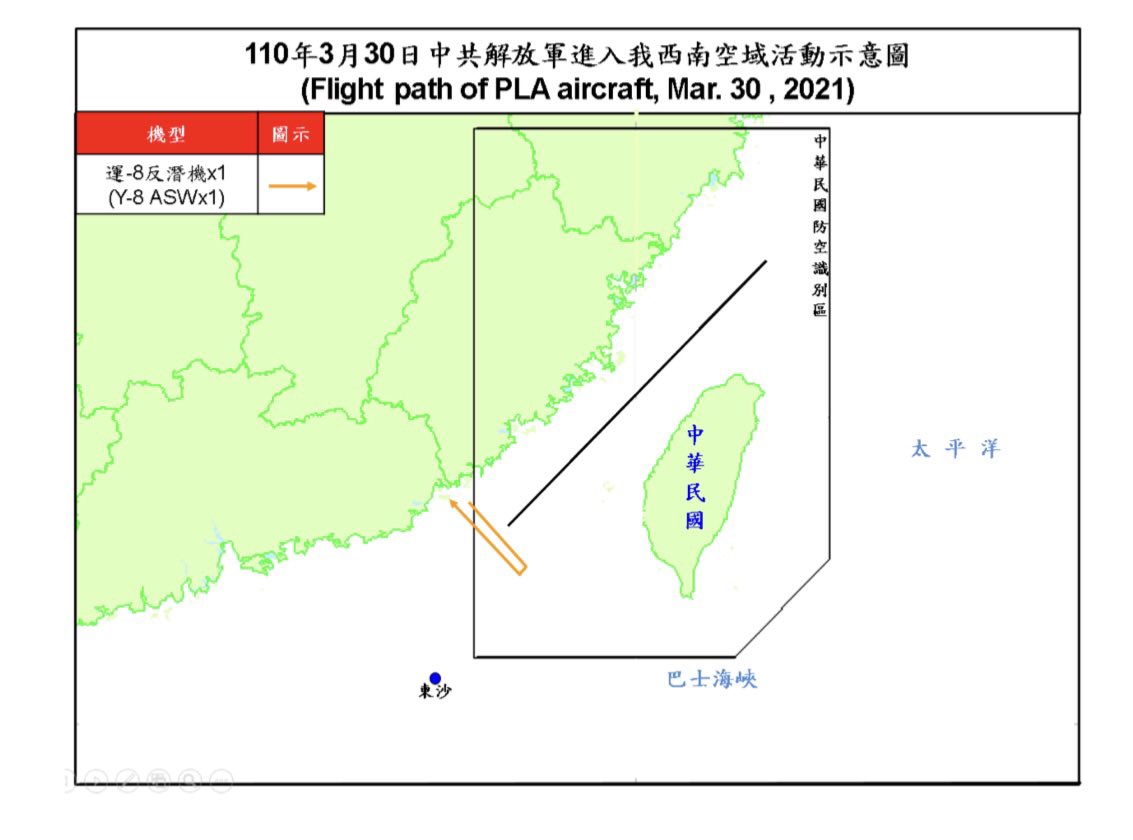 110年3月30日中共解放軍進入我西南空域活動示意圖
(Flight path of PLA aircraft, Mar. 30 , 2021)
機型
圖示
運-8反潛機x1
(Y-8 ASWx1)
中華民國防空識別區
中華民國
太平洋
巴士海峽
東沙